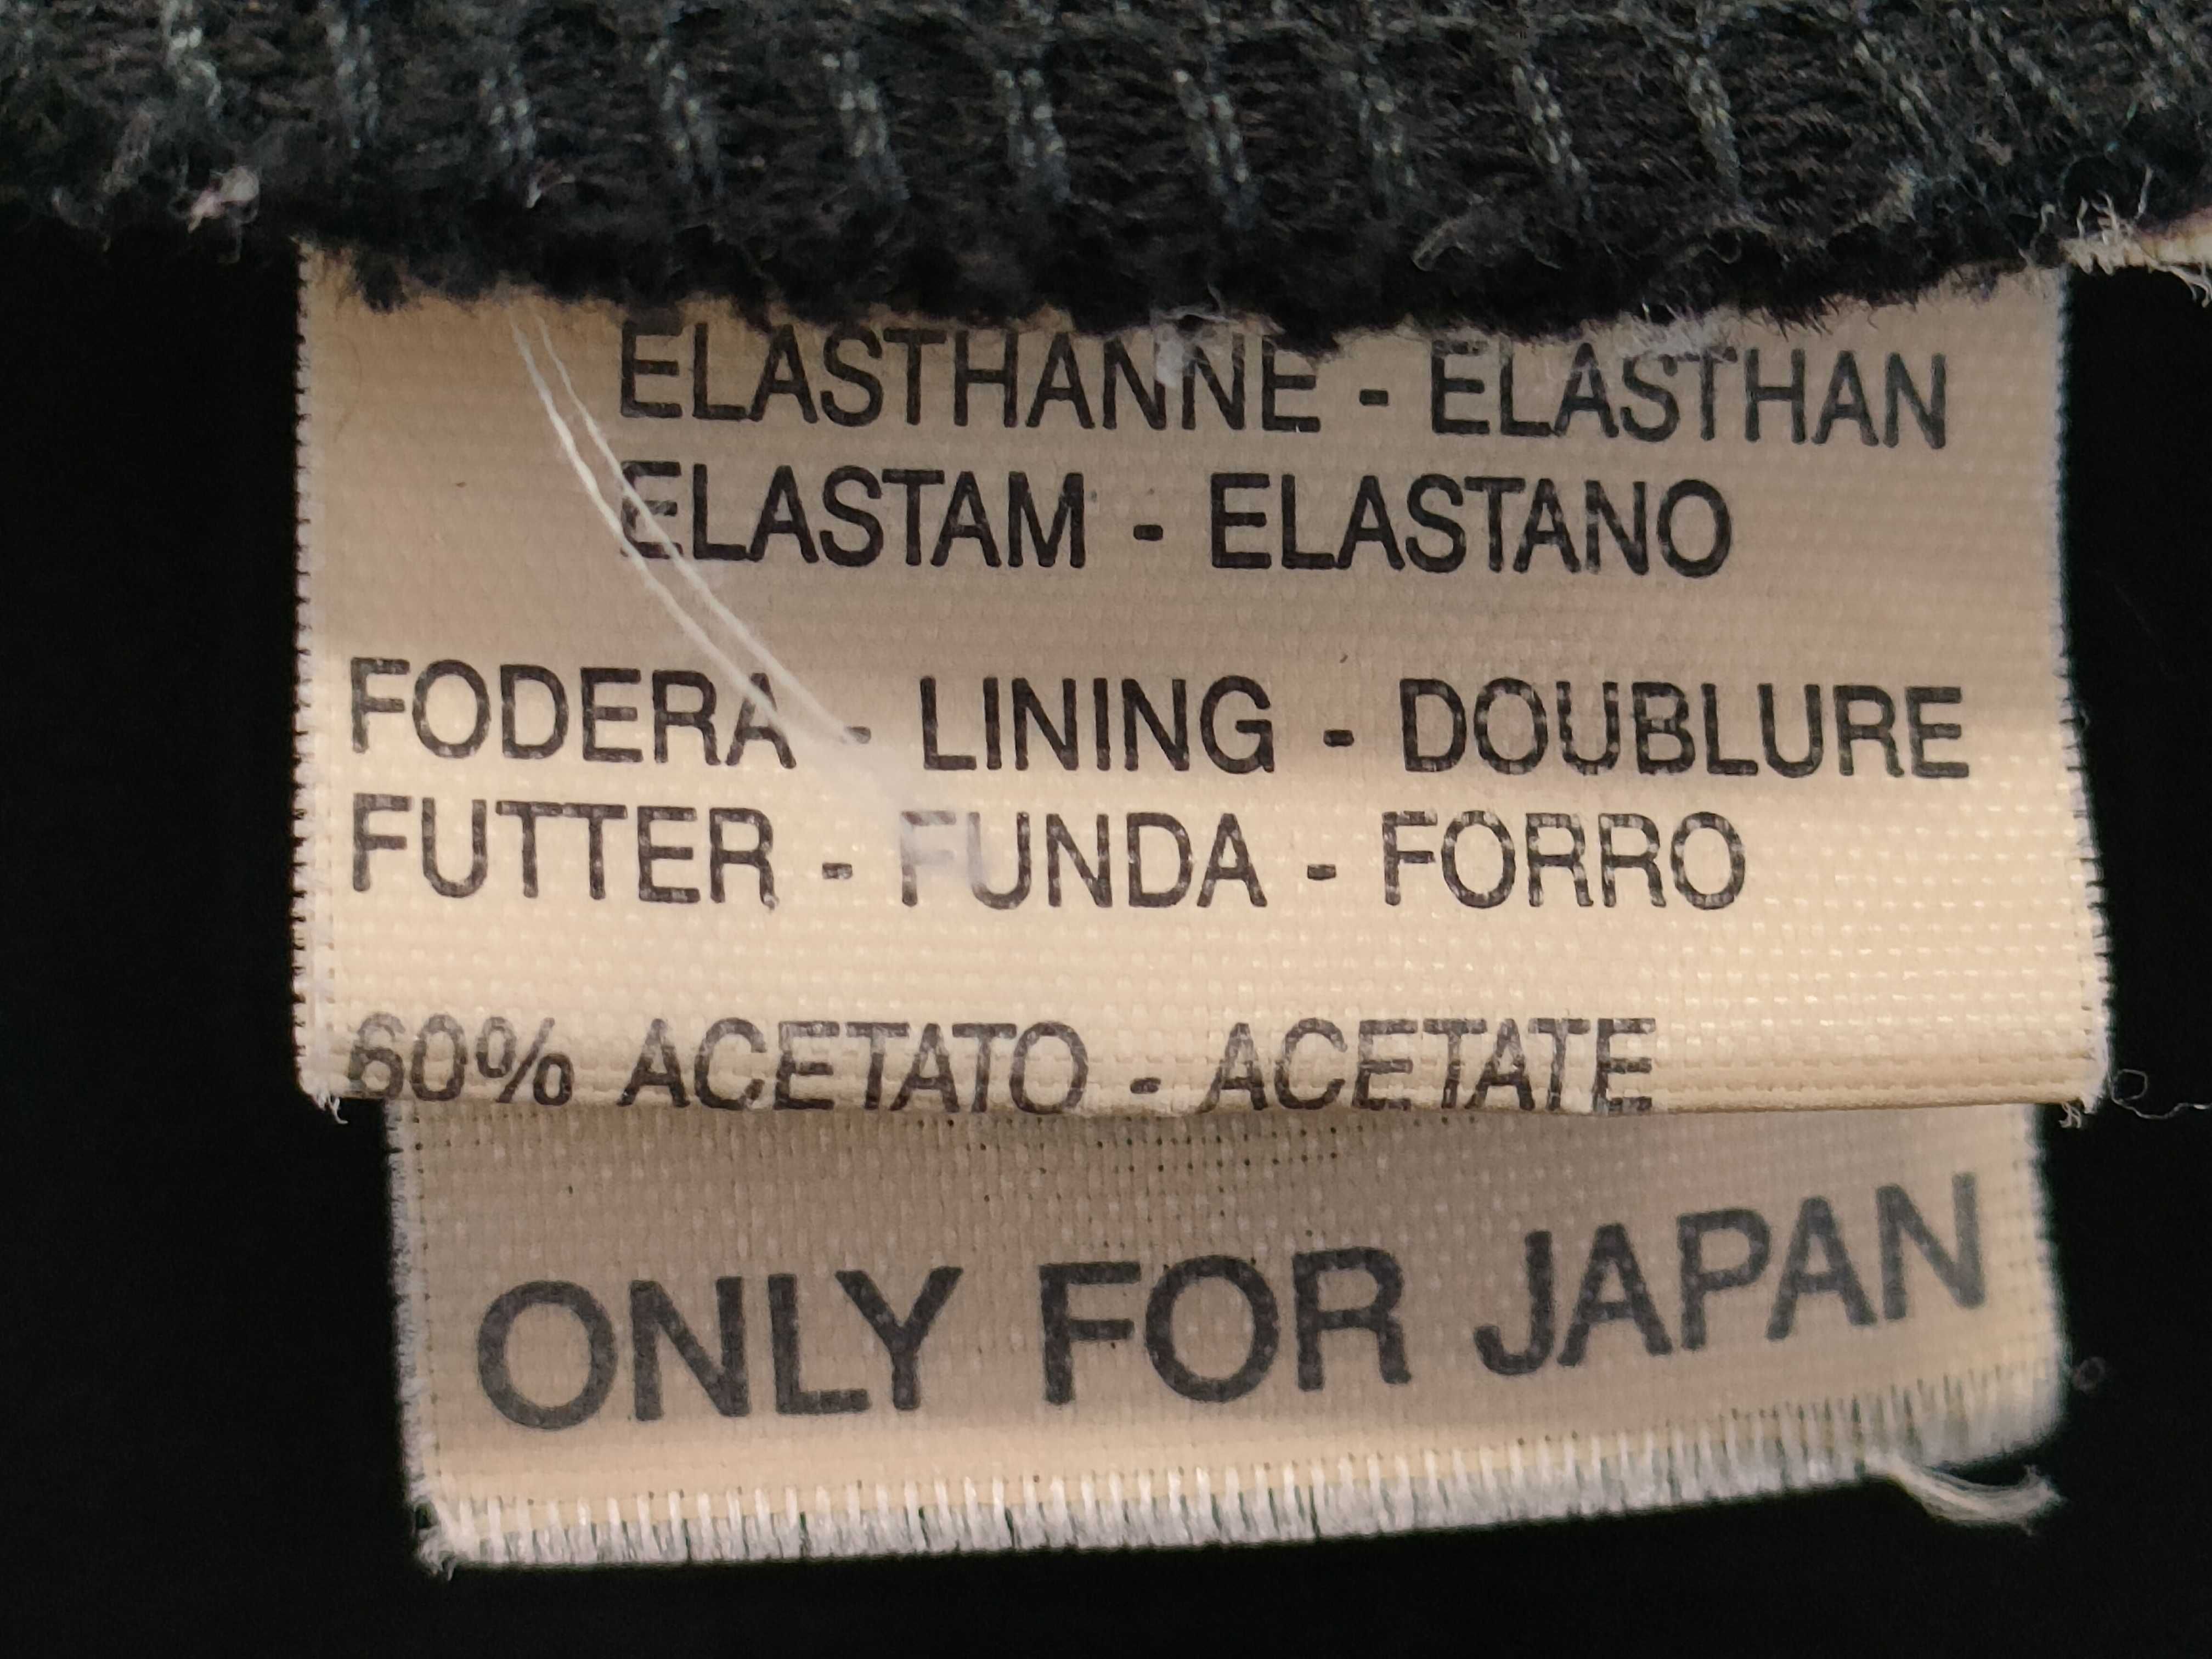 ELASTHANNE - ELASTHAN
ELASTAM - ELASTANO
FODERA - LINING - DOUBLURE
FUTTER - FUNDA - FORRO
60% ACETATO - ACETATE
ONLY FOR JAPAN